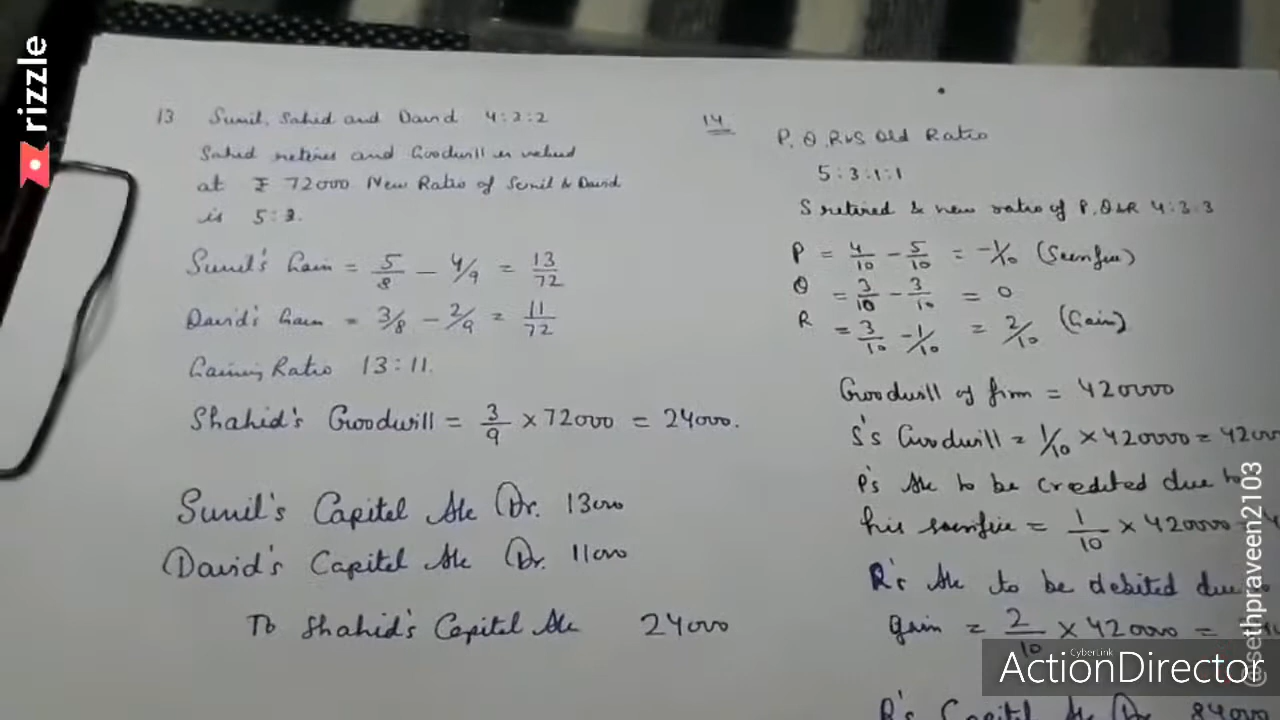 rizzle
13 Sunil, Sahid and David 4:2:2
Sahid retires and Goodwill is valued
at ₹ 72000 New Ratio of Sunil & David
is 5:3.
Sunil's Gain = 5/8 - 4/9 = 13/72
David's Gain = 3/8 - 2/9 = 11/72
Gaining Ratio 13:11.
Shahid's Goodwill = 3/9 × 72000 = 24000.
Sunil's Capital A/c Dr. 13000
David's Capital A/c Dr. 11000
To Shahid's Capital A/c 24000
14
P, Q, R & S Old Ratio
5:3:1:1
S retired & new ratio of P, Q & R 4:3:3
P = 4/10 - 5/10 = -1/10 (Sacrifice)
Q = 3/10 - 3/10 = 0
R = 3/10 - 1/10 = 2/10 (Gain)
Goodwill of firm = 420000
S's Goodwill = 1/10 × 420000 = 42000
P's A/c to be credited due to
his sacrifice = 1/10 × 420000 =
R's A/c to be debited due to
gain = 2/10 × 420000 =
R's Capital A/c Dr. 84000
@sethpraveen2103
CyberLink
ActionDirector